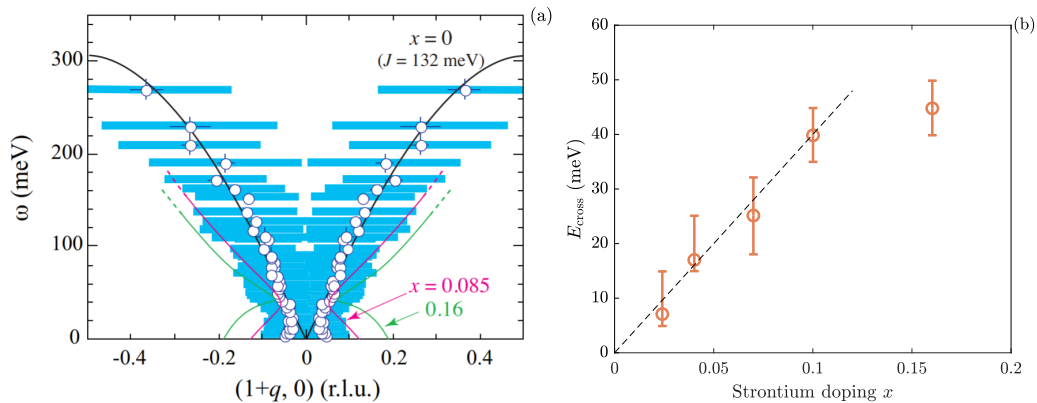 (a)
x = 0
(J = 132 meV)
300
200
100
0
ω (meV)
x = 0.085
0.16
-0.4
-0.2
0
0.2
0.4
(1+q, 0) (r.l.u.)
(b)
60
50
40
30
20
10
0
E_cross (meV)
0
0.05
0.1
0.15
0.2
Strontium doping x